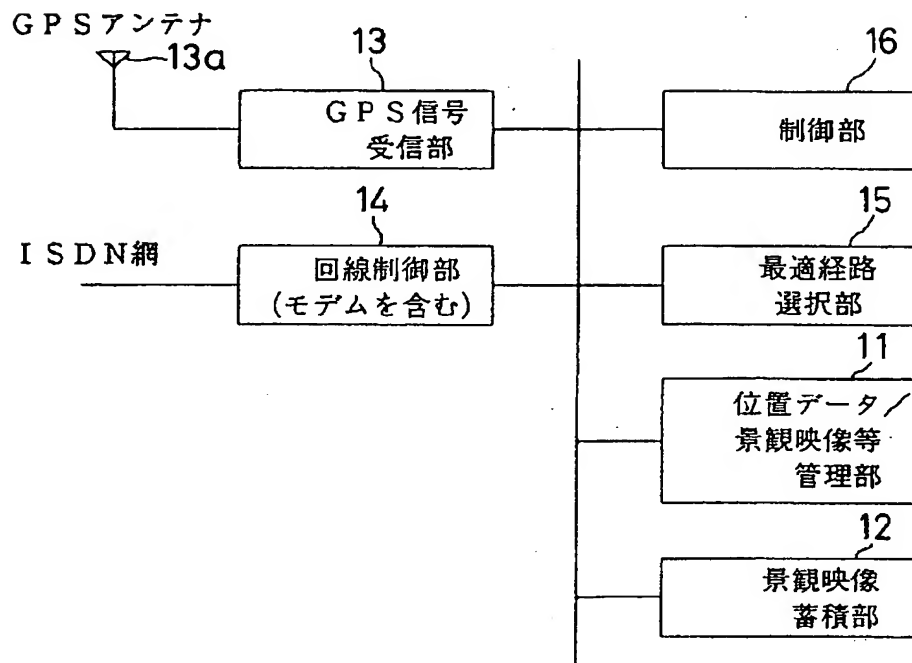 GPSアンテナ
13a
13
GPS信号
受信部
16
制御部
ISDN網
14
回線制御部
(モデムを含む)
15
最適経路
選択部
11
位置データ/
景観映像等
管理部
12
景観映像
蓄積部